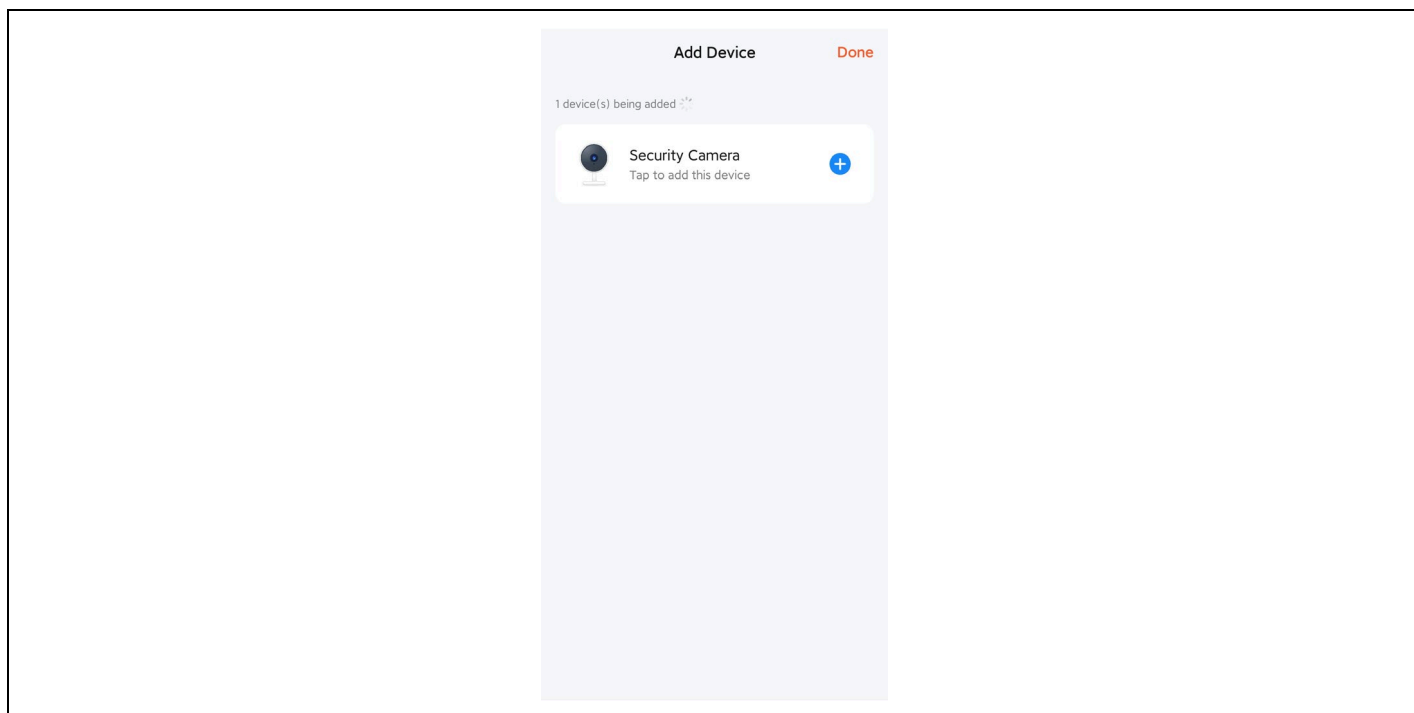 Add Device
Done
1 device(s) being added
Security Camera
Tap to add this device